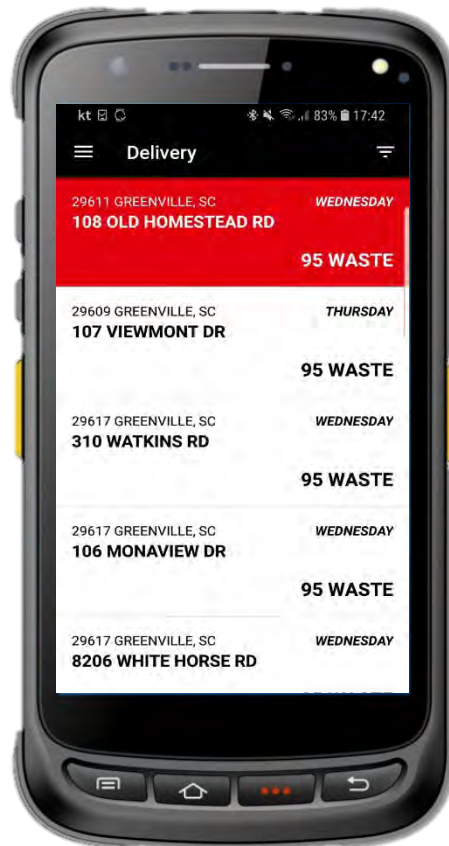 kt 83% 17:42
Delivery
29611 GREENVILLE, SC WEDNESDAY
108 OLD HOMESTEAD RD
95 WASTE
29609 GREENVILLE, SC THURSDAY
107 VIEWMONT DR
95 WASTE
29617 GREENVILLE, SC WEDNESDAY
310 WATKINS RD
95 WASTE
29617 GREENVILLE, SC WEDNESDAY
106 MONAVIEW DR
95 WASTE
29617 GREENVILLE, SC WEDNESDAY
8206 WHITE HORSE RD